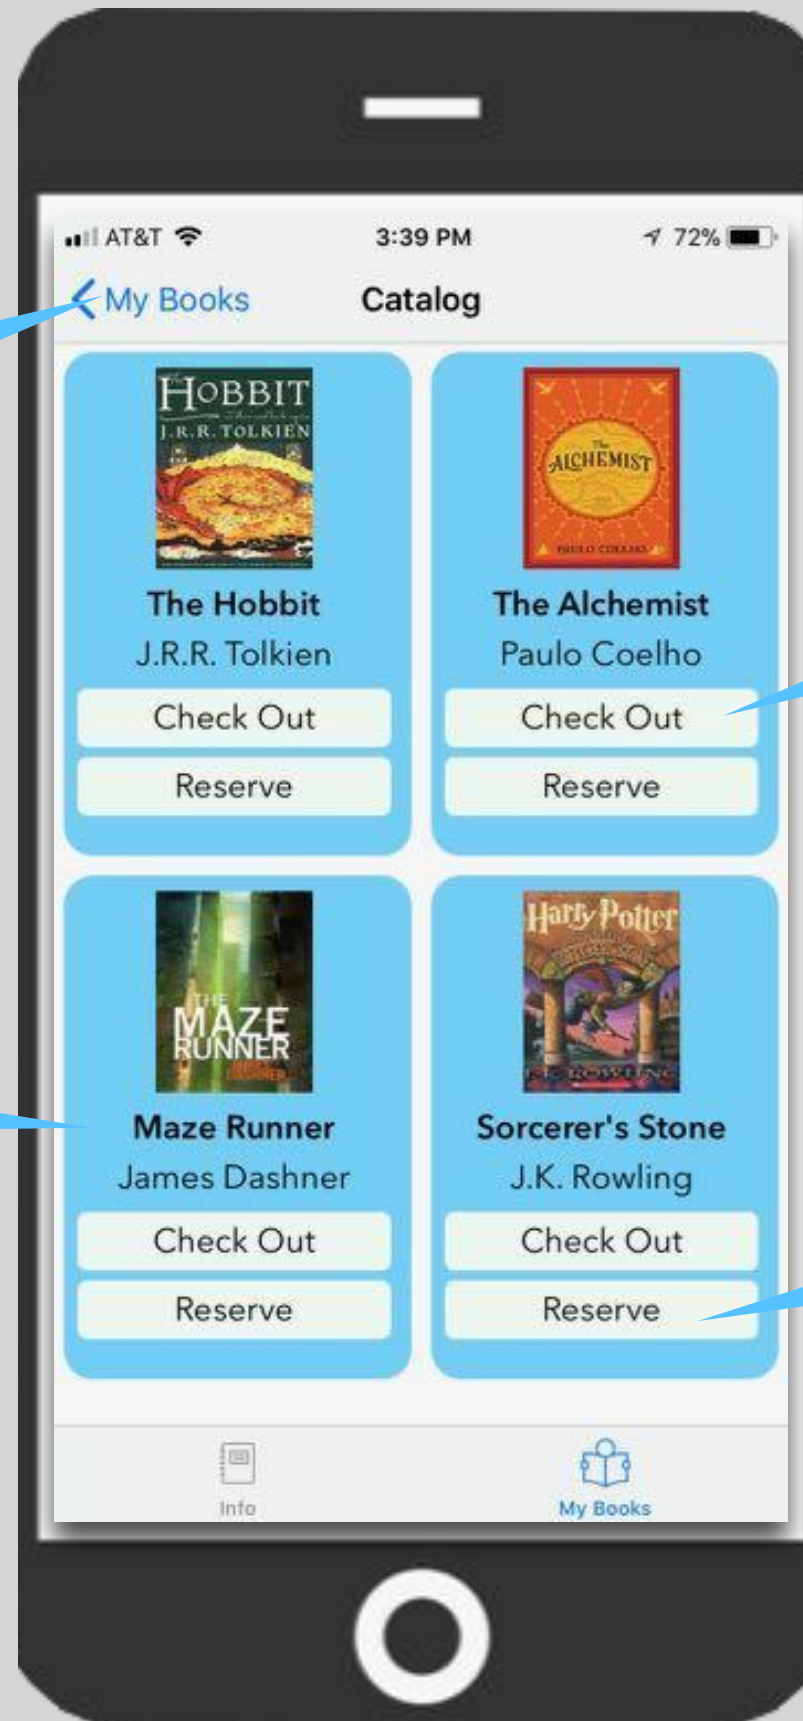 AT&T 3:39 PM 72%
My Books Catalog
HOBBIT
J.R.R. TOLKIEN
The
ALCHEMIST
PAULO COELHO
The Hobbit
J.R.R. Tolkien
Check Out
Reserve
The Alchemist
Paulo Coelho
Check Out
Reserve
THE
MAZE
RUNNER
Harry Potter
J.K. ROWLING
Maze Runner
James Dashner
Check Out
Reserve
Sorcerer's Stone
J.K. Rowling
Check Out
Reserve
Info My Books